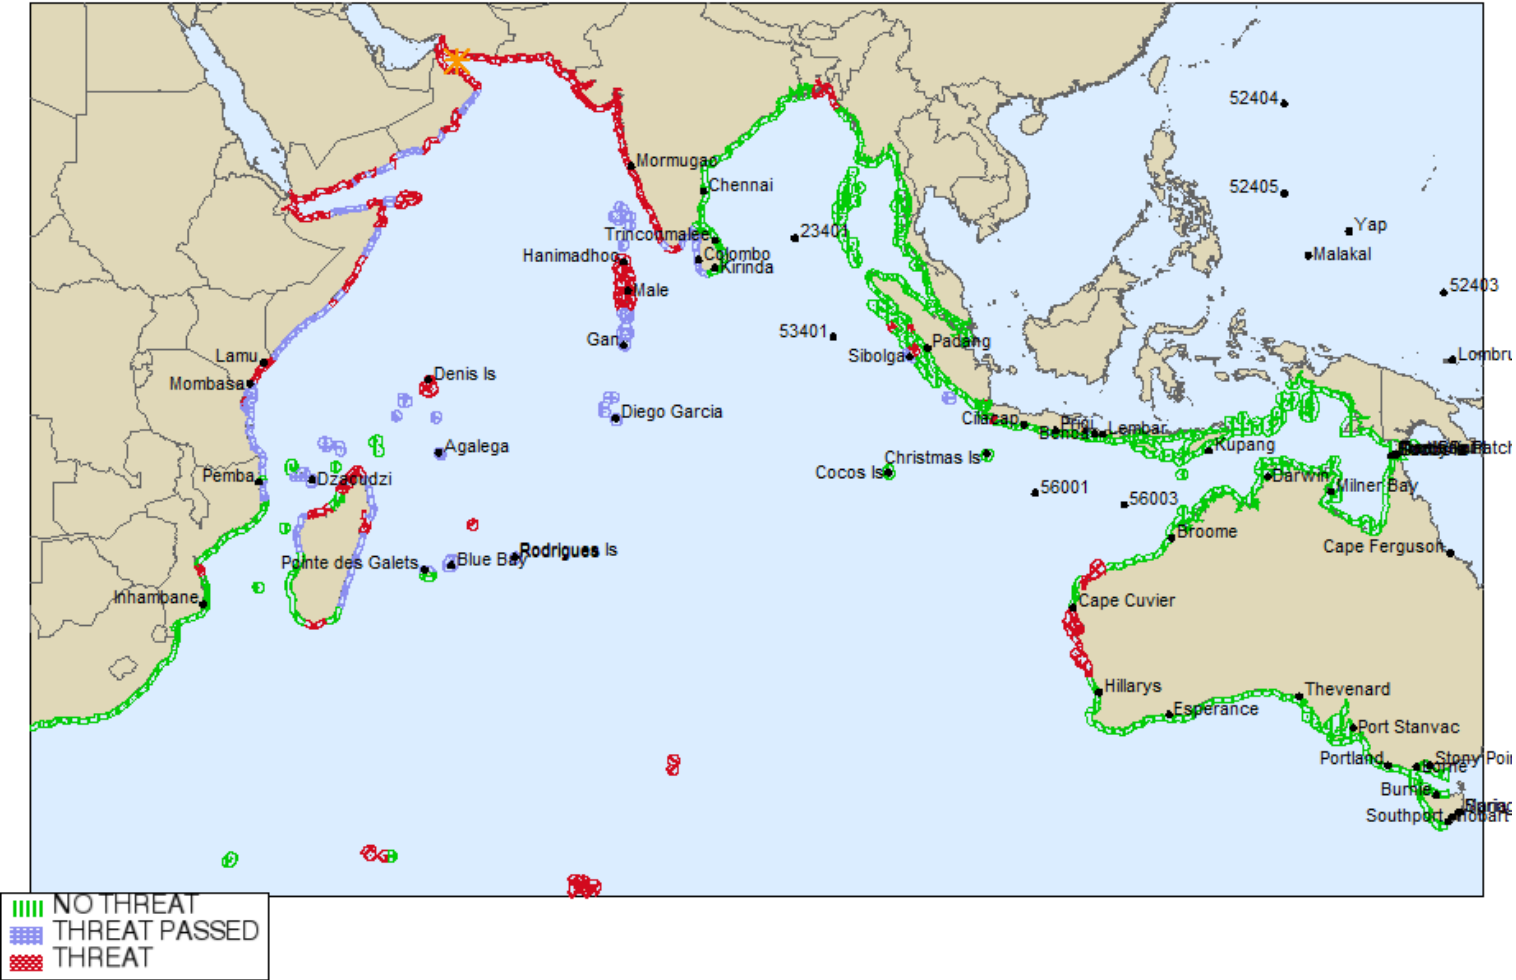 52404
Mormugao
Chennai
52405
Yap
Trincomalee
23401
Hanimadhoo
Colombo
Kirinda
Malakal
Male
52403
Gan
53401
Padang
Sibolga
Lombru
Lamu
Mombasa
Denis Is
Diego Garcia
Cilacap
Prigi
Benoa
Lembar
Agalega
Kupang
Christmas Is
Cocos Is
Pemba
Dzaoudzi
Darwin
Milner Bay
56001
56003
Broome
Cape Ferguson
Rodrigues Is
Pointe des Galets
Blue Bay
Inhambane
Cape Cuvier
Hillarys
Thevenard
Esperance
Port Stanvac
Portland
Stony Poi
Burnie
Southport
Hobart
NO THREAT
THREAT PASSED
THREAT